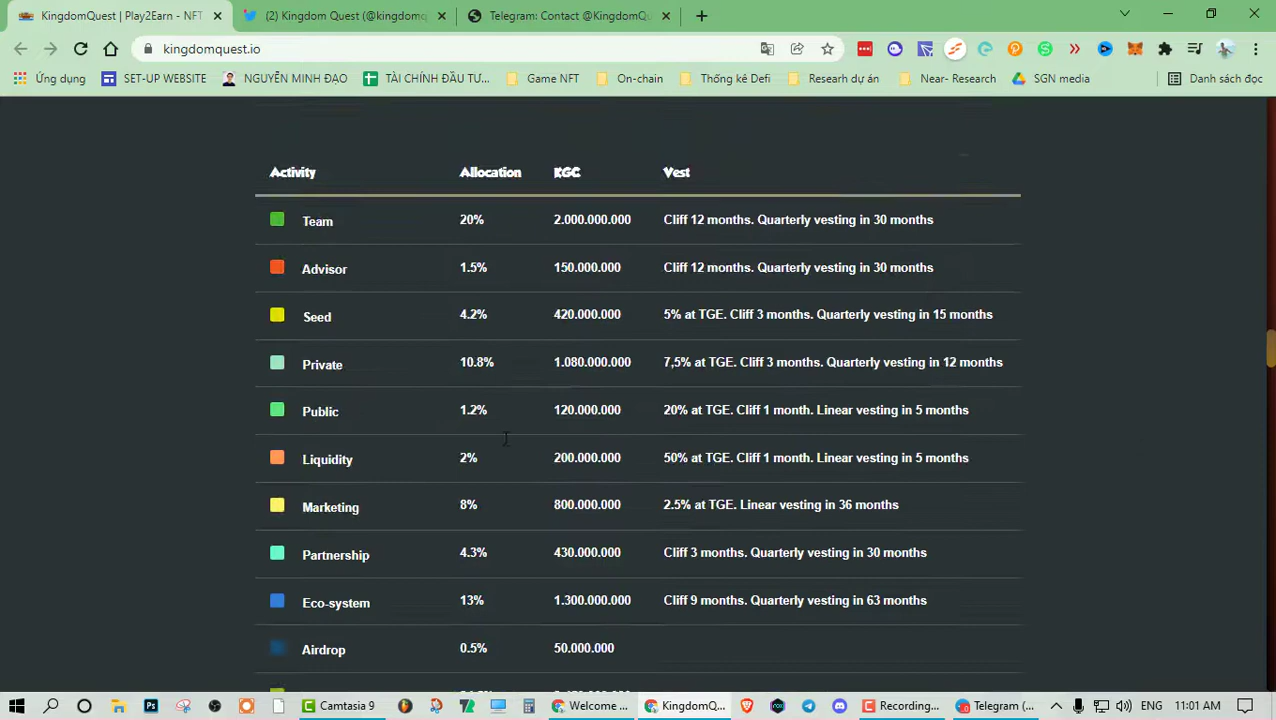 KingdomQuest | Play2Earn - NFT
(2) Kingdom Quest (@kingdomq
Telegram: Contact @KingdomQu
kingdomquest.io
Ứng dụng
SET-UP WEBSITE
NGUYỄN MINH ĐẠO
TÀI CHÍNH ĐẦU TƯ...
Game NFT
On-chain
Thống kê Defi
Researh dự án
Near- Research
SGN media
Danh sách đọc
Activity Allocation KGC Vest
Team 20% 2.000.000.000 Cliff 12 months. Quarterly vesting in 30 months
Advisor 1.5% 150.000.000 Cliff 12 months. Quarterly vesting in 30 months
Seed 4.2% 420.000.000 5% at TGE. Cliff 3 months. Quarterly vesting in 15 months
Private 10.8% 1.080.000.000 7,5% at TGE. Cliff 3 months. Quarterly vesting in 12 months
Public 1.2% 120.000.000 20% at TGE. Cliff 1 month. Linear vesting in 5 months
Liquidity 2% 200.000.000 50% at TGE. Cliff 1 month. Linear vesting in 5 months
Marketing 8% 800.000.000 2.5% at TGE. Linear vesting in 36 months
Partnership 4.3% 430.000.000 Cliff 3 months. Quarterly vesting in 30 months
Eco-system 13% 1.300.000.000 Cliff 9 months. Quarterly vesting in 63 months
Airdrop 0.5% 50.000.000
Camtasia 9
Welcome ...
KingdomQ...
Recording...
Telegram (...
ENG
11:01 AM